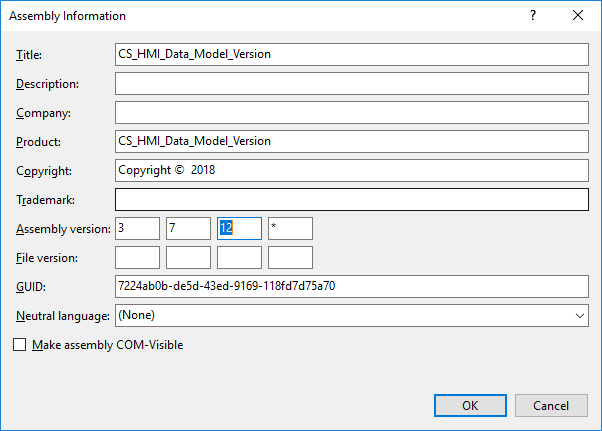 Assembly Information ?
Title: CS_HMI_Data_Model_Version
Description:
Company:
Product: CS_HMI_Data_Model_Version
Copyright: Copyright ©  2018
Trademark:
Assembly version: 3 7 12 *
File version:
GUID: 7224ab0b-de5d-43ed-9169-118fd7d75a70
Neutral language: (None)
Make assembly COM-Visible
OK Cancel